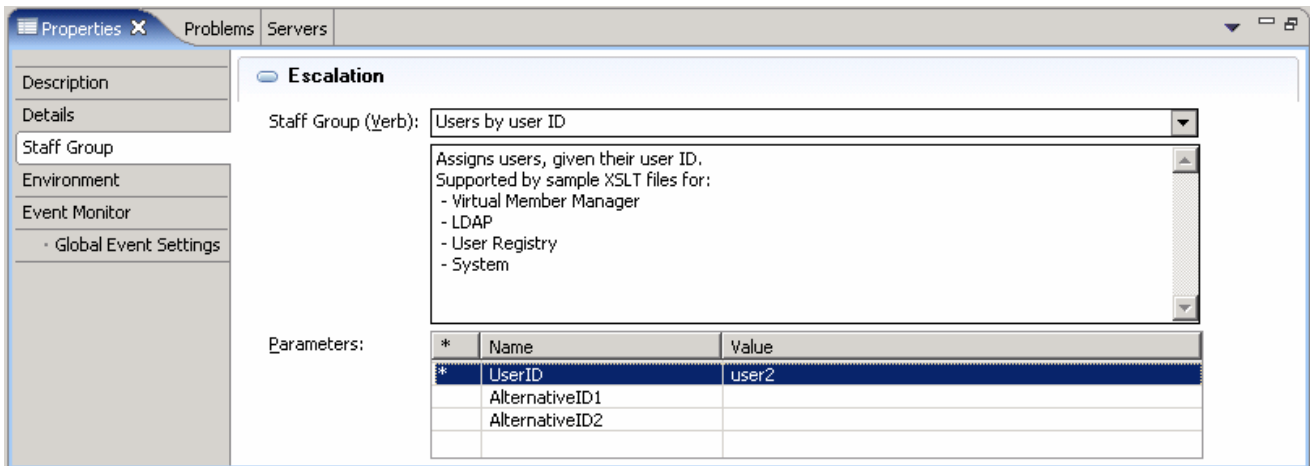 Properties Problems Servers
Escalation
Description
Details
Staff Group
Environment
Event Monitor
· Global Event Settings
Staff Group (Verb): Users by user ID
Assigns users, given their user ID.
Supported by sample XSLT files for:
- Virtual Member Manager
- LDAP
- User Registry
- System
Parameters:
* Name Value
* UserID user2
AlternativeID1
AlternativeID2